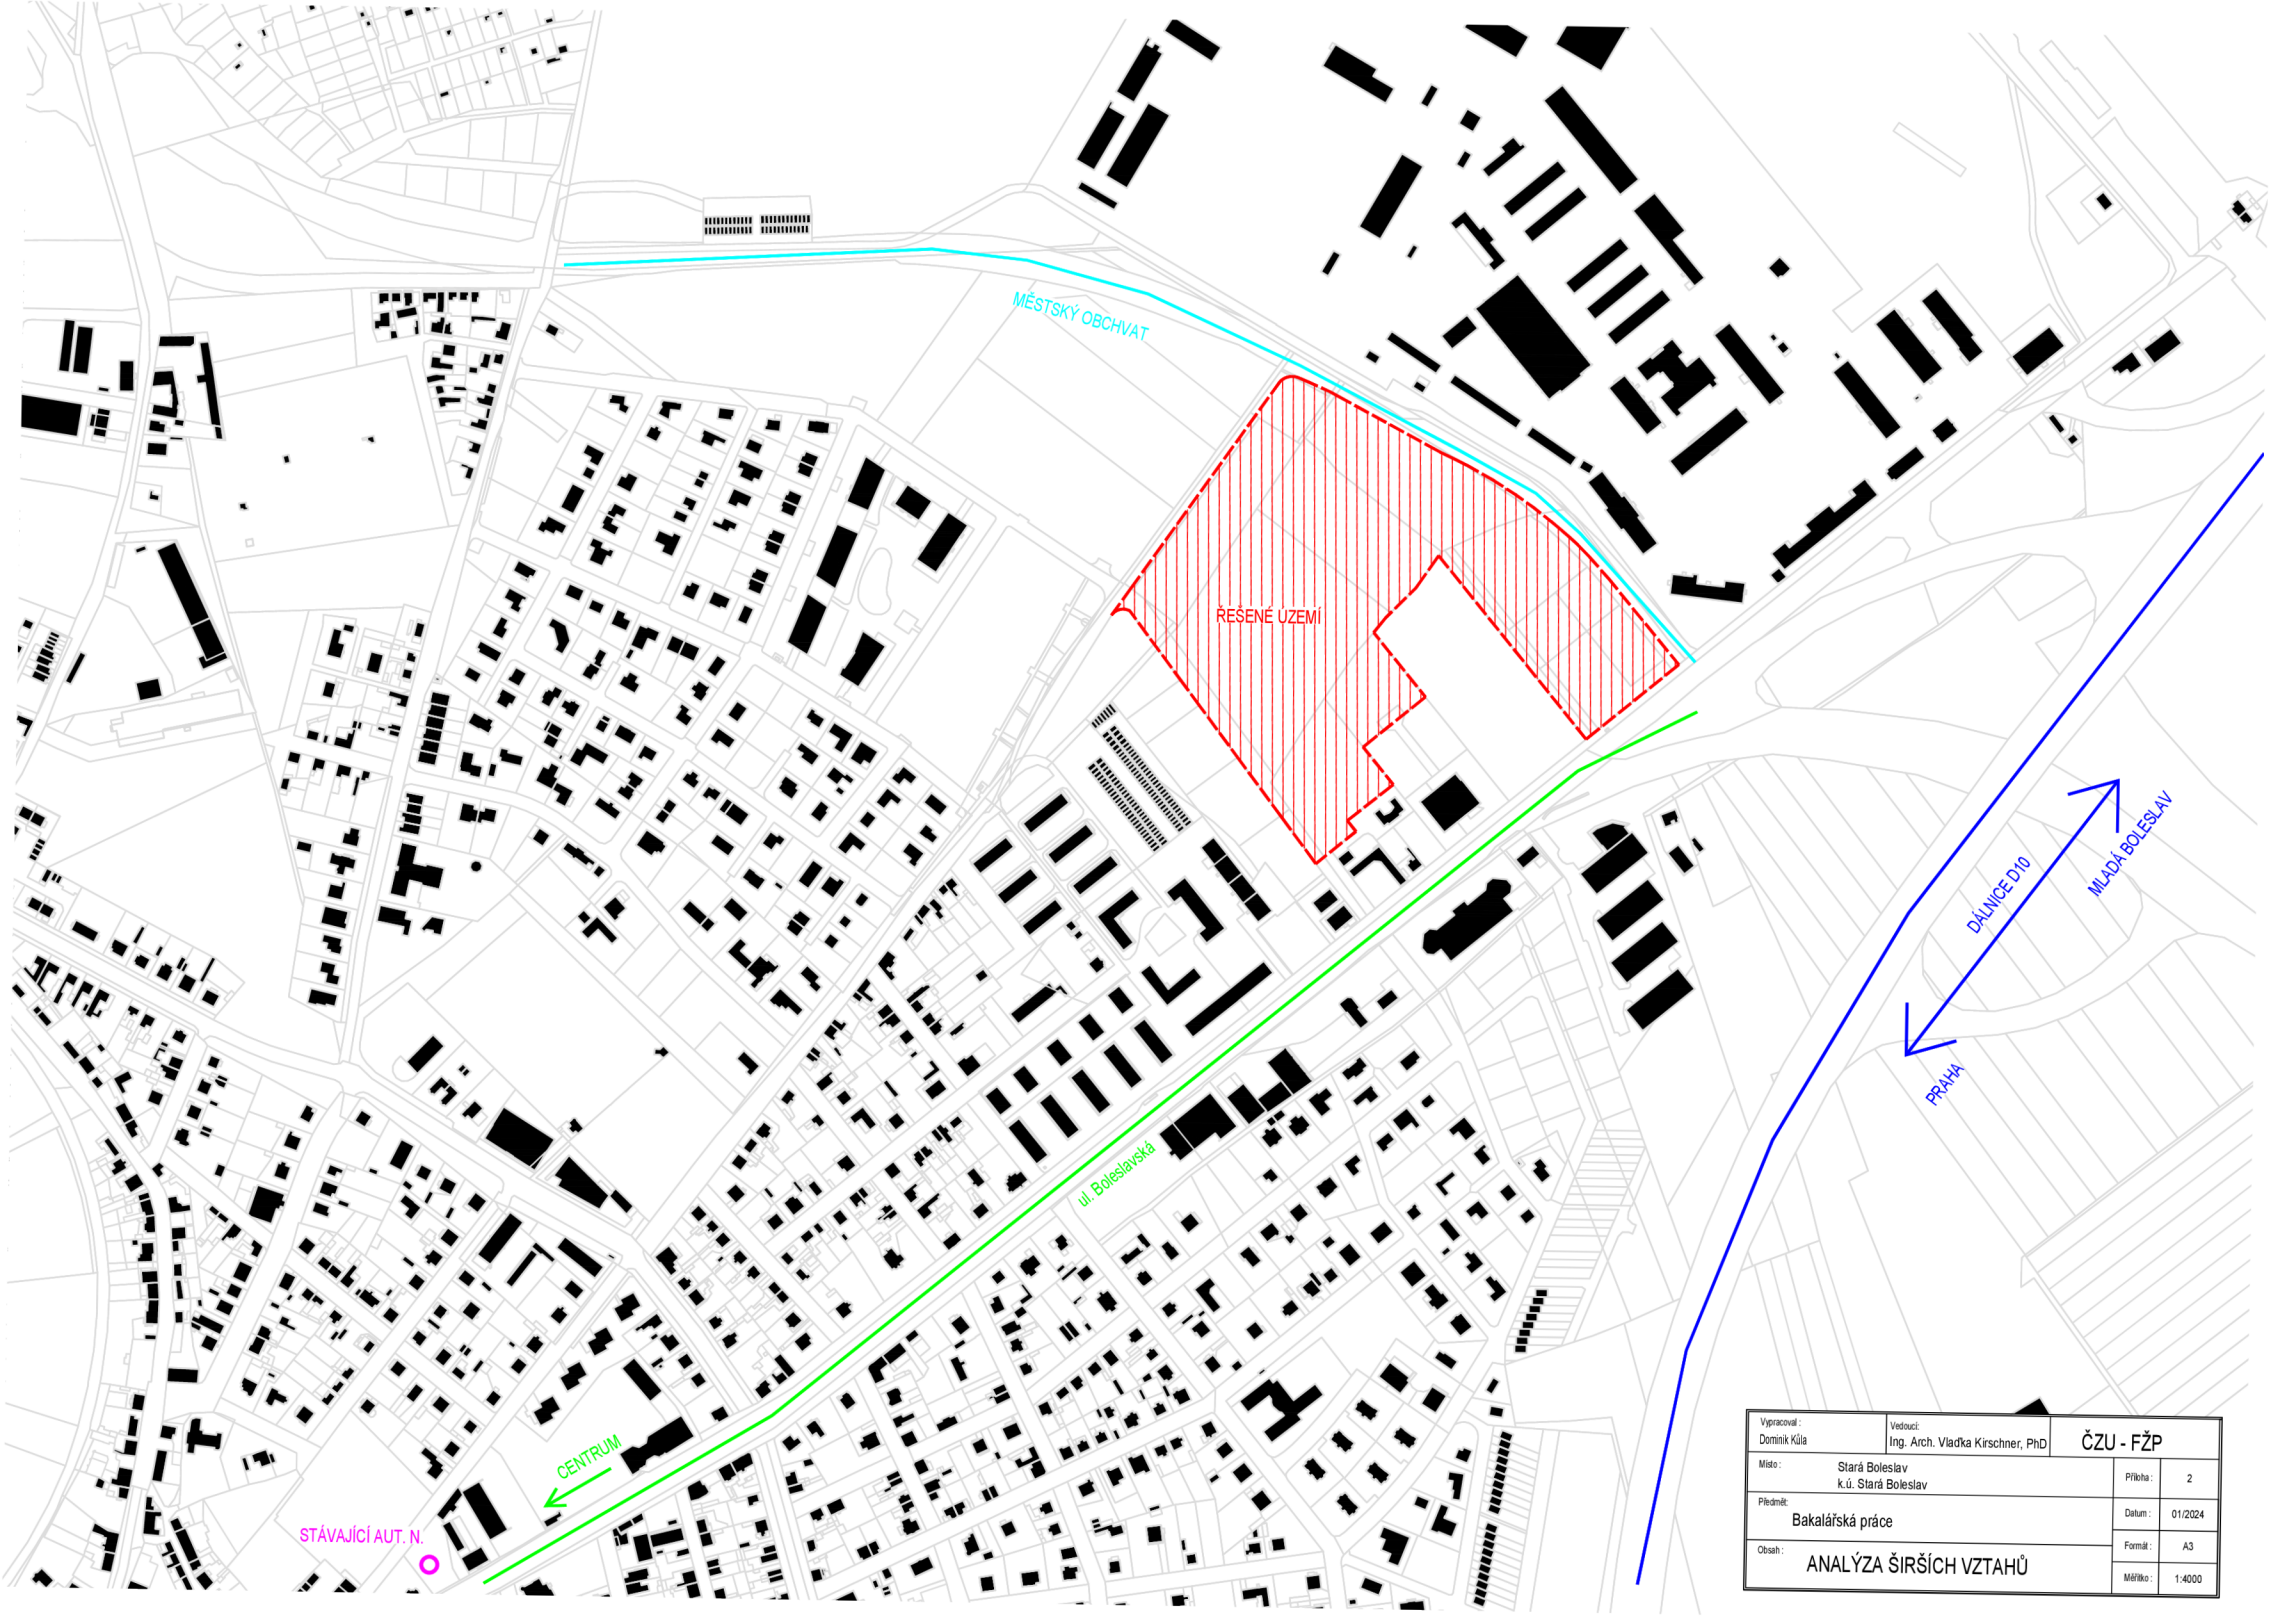 MĚSTSKÝ OBCHVAT
ŘEŠENÉ ÚZEMÍ
DÁLNICE D10
MLADÁ BOLESLAV
PRAHA
ul. Boleslavská
CENTRUM
STÁVAJÍCÍ AUT. N.
Vypracoval :
Dominik Kůla
Vedoucí:
Ing. Arch. Vlaďka Kirschner, PhD
ČZU - FŽP
Místo :
Stará Boleslav
k.ú. Stará Boleslav
Příloha :
2
Předmět:
Bakalářská práce
Datum :
01/2024
Formát :
A3
Obsah :
ANALÝZA ŠIRŠÍCH VZTAHŮ
Měřítko :
1:4000